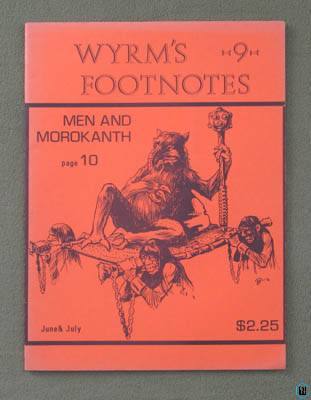 WYRM'S 9
FOOTNOTES
MEN AND
MOROKANTH
page 10
June & July
$2.25